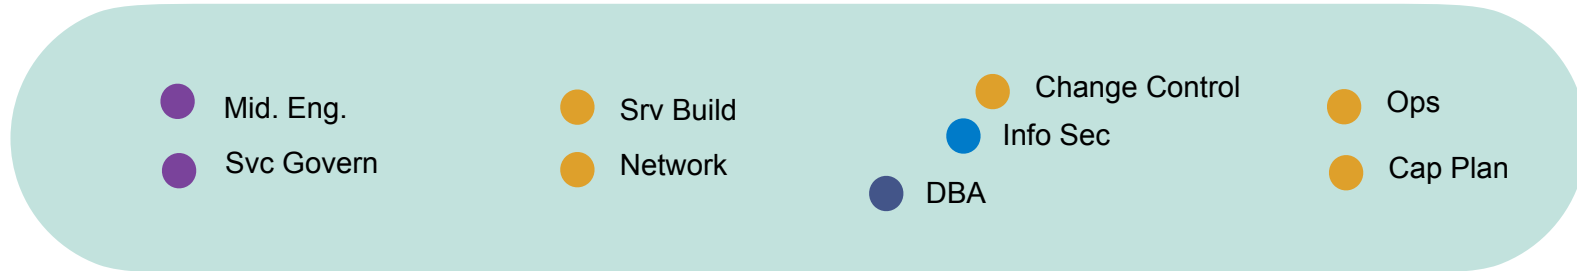 Mid. Eng.
Svc Govern
Srv Build
Network
Change Control
Info Sec
DBA
Ops
Cap Plan